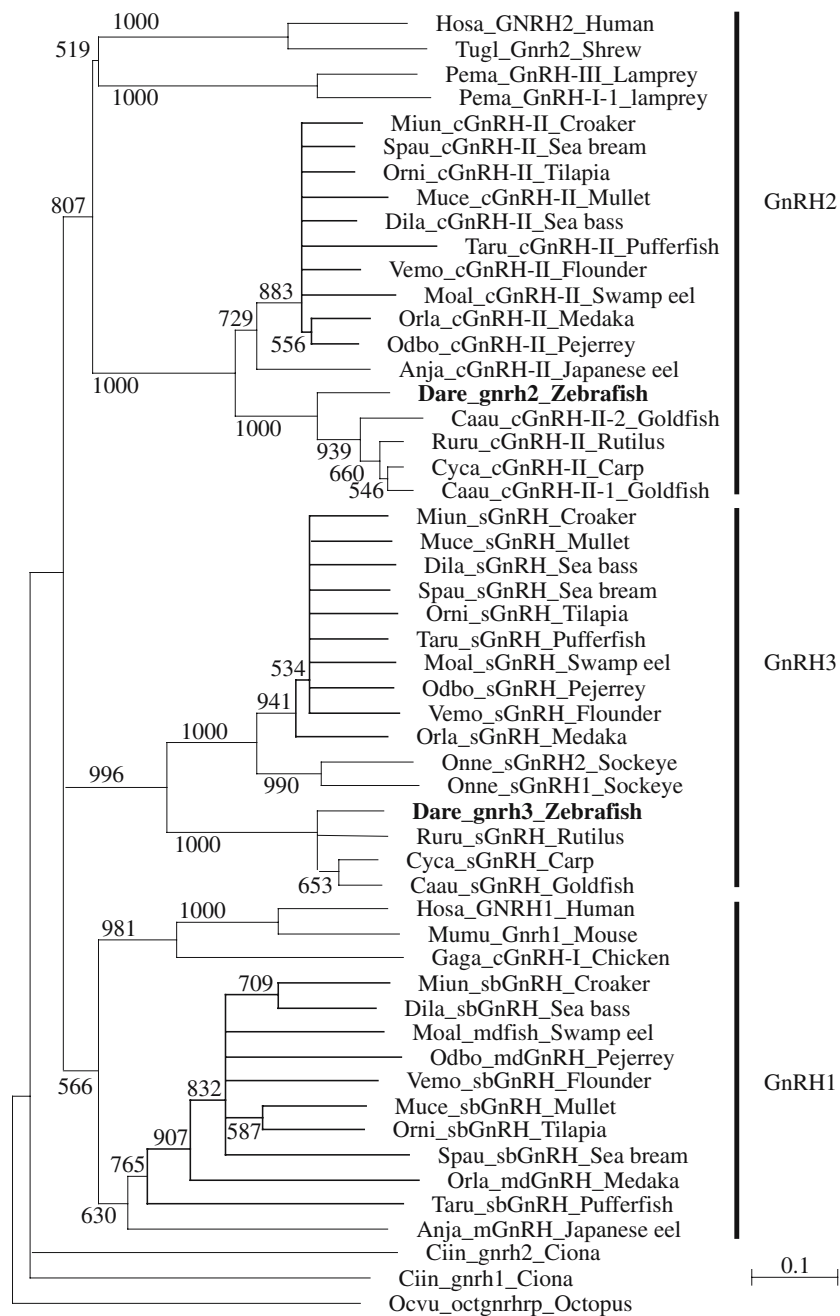 1000
Hosa_GNRH2_Human
519
Tugl_Gnrh2_Shrew
Pema_GnRH-III_Lamprey
1000
Pema_GnRH-I-1_lamprey
Miun_cGnRH-II_Croaker
Spau_cGnRH-II_Sea bream
Orni_cGnRH-II_Tilapia
Muce_cGnRH-II_Mullet
GnRH2
807
Dila_cGnRH-II_Sea bass
Taru_cGnRH-II_Pufferfish
Vemo_cGnRH-II_Flounder
883
Moal_cGnRH-II_Swamp eel
729
Orla_cGnRH-II_Medaka
556
Odbo_cGnRH-II_Pejerrey
Anja_cGnRH-II_Japanese eel
1000
Dare_gnrh2_Zebrafish
Caau_cGnRH-II-2_Goldfish
1000
Ruru_cGnRH-II_Rutilus
939
Cyca_cGnRH-II_Carp
660
Caau_cGnRH-II-1_Goldfish
546
Miun_sGnRH_Croaker
Muce_sGnRH_Mullet
Dila_sGnRH_Sea bass
Spau_sGnRH_Sea bream
Orni_sGnRH_Tilapia
Taru_sGnRH_Pufferfish
Moal_sGnRH_Swamp eel
534
GnRH3
Odbo_sGnRH_Pejerrey
941
Vemo_sGnRH_Flounder
1000
Orla_sGnRH_Medaka
Onne_sGnRH2_Sockeye
996
990
Onne_sGnRH1_Sockeye
Dare_gnrh3_Zebrafish
1000
Ruru_sGnRH_Rutilus
Cyca_sGnRH_Carp
653
Caau_sGnRH_Goldfish
1000
Hosa_GNRH1_Human
981
Mumu_Gnrh1_Mouse
Gaga_cGnRH-I_Chicken
709
Miun_sbGnRH_Croaker
Dila_sbGnRH_Sea bass
Moal_mdfish_Swamp eel
Odbo_mdGnRH_Pejerrey
566
832
Vemo_sbGnRH_Flounder
GnRH1
Muce_sbGnRH_Mullet
587
Orni_sbGnRH_Tilapia
907
Spau_sbGnRH_Sea bream
765
Orla_mdGnRH_Medaka
Taru_sbGnRH_Pufferfish
630
Anja_mGnRH_Japanese eel
Ciin_gnrh2_Ciona
0.1
Ciin_gnrh1_Ciona
Ocvu_octgnrhrp_Octopus